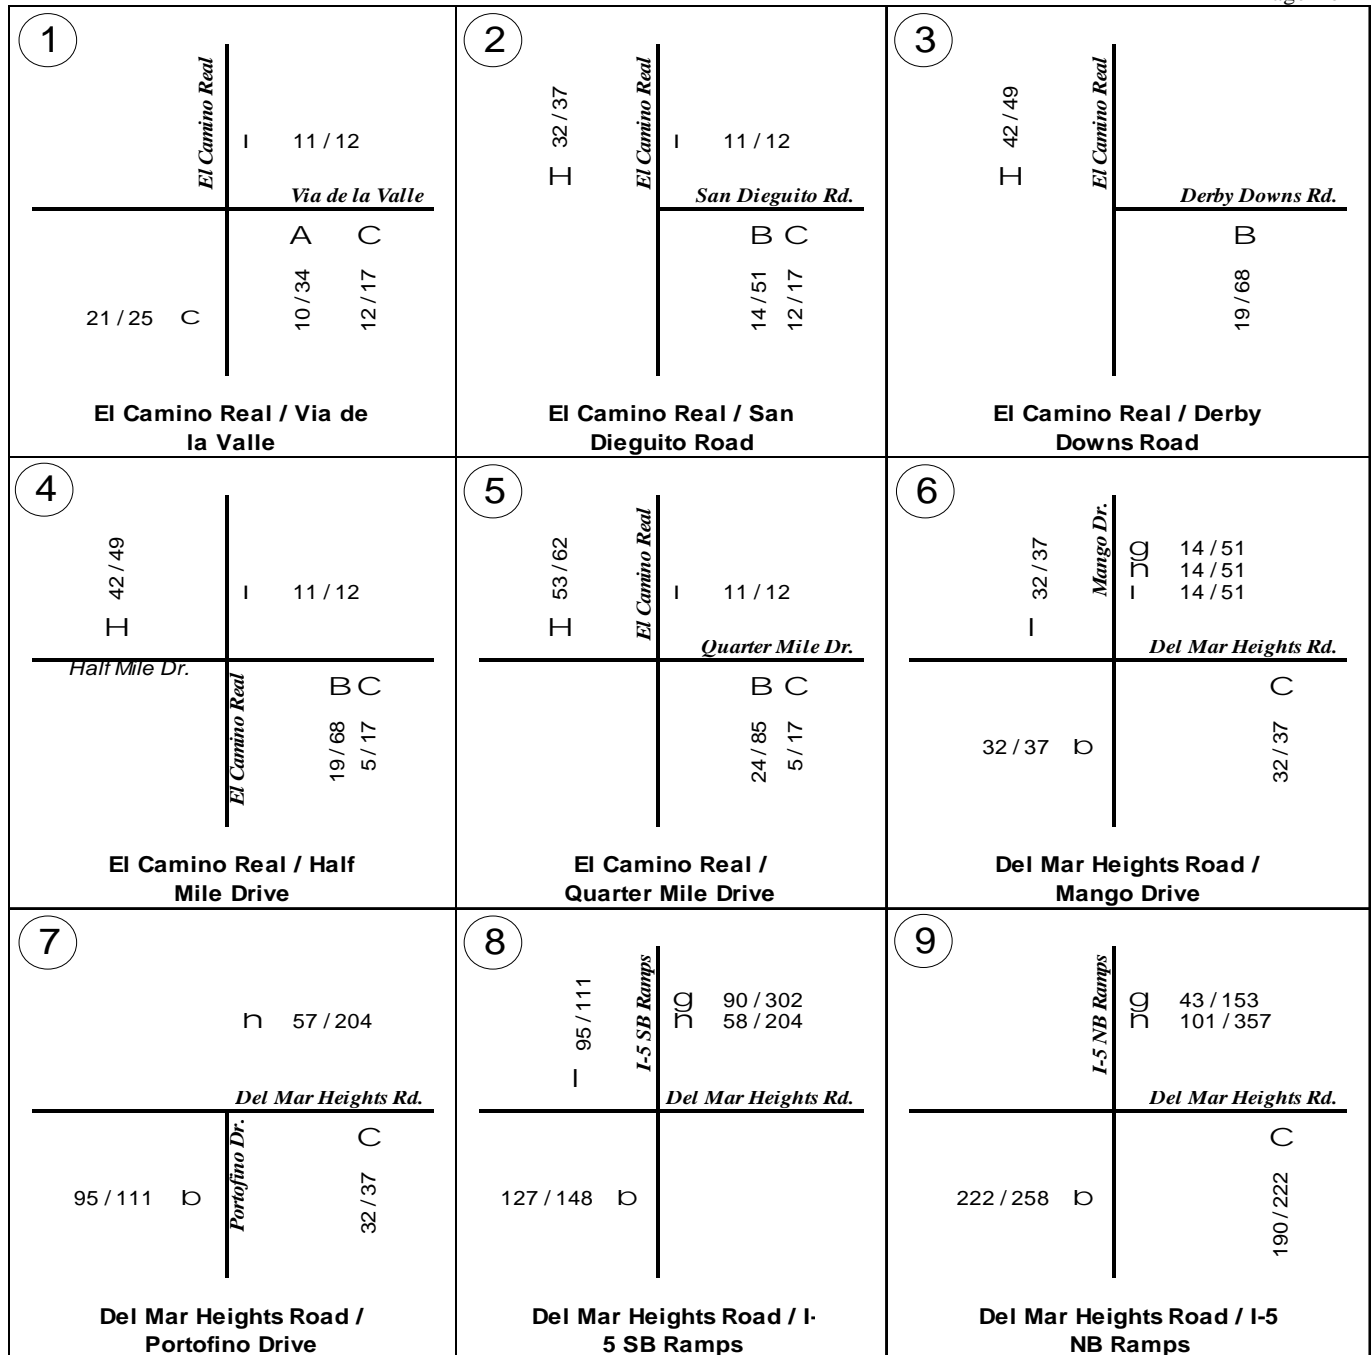 1
El Camino Real
I 11 / 12
Via de la Valle
A C
10 / 34
12 / 17
21 / 25 C
El Camino Real / Via de
la Valle
2
32 / 37
H
El Camino Real
I 11 / 12
San Dieguito Rd.
B C
14 / 51
12 / 17
El Camino Real / San
Dieguito Road
3
42 / 49
H
El Camino Real
Derby Downs Rd.
B
19 / 68
El Camino Real / Derby
Downs Road
4
42 / 49
H
I 11 / 12
Half Mile Dr.
El Camino Real
B C
19 / 68
5 / 17
El Camino Real / Half
Mile Drive
5
53 / 62
H
El Camino Real
I 11 / 12
Quarter Mile Dr.
B C
24 / 85
5 / 17
El Camino Real /
Quarter Mile Drive
6
32 / 37
I
Mango Dr.
g 14 / 51
h 14 / 51
i 14 / 51
Del Mar Heights Rd.
C
32 / 37
32 / 37 b
Del Mar Heights Road /
Mango Drive
7
h 57 / 204
Del Mar Heights Rd.
Portofino Dr.
C
32 / 37
95 / 111 b
Del Mar Heights Road /
Portofino Drive
8
95 / 111
I
I-5 SB Ramps
g 90 / 302
h 58 / 204
Del Mar Heights Rd.
127 / 148 b
Del Mar Heights Road / I-
5 SB Ramps
9
I-5 NB Ramps
g 43 / 153
h 101 / 357
Del Mar Heights Rd.
C
190 / 222
222 / 258 b
Del Mar Heights Road / I-5
NB Ramps